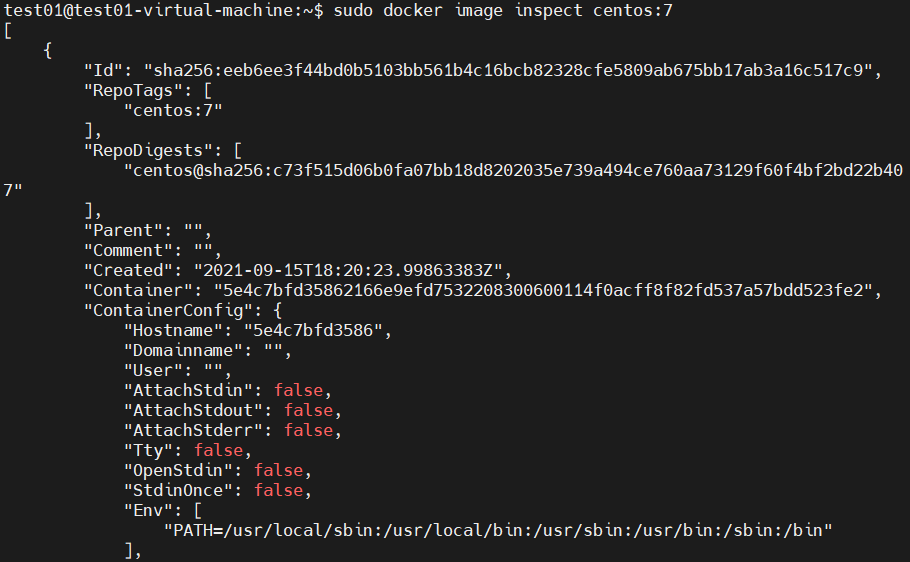 test01@test01-virtual-machine:~$ sudo docker image inspect centos:7
[
    {
        "Id": "sha256:eeb6ee3f44bd0b5103bb561b4c16bcb82328cfe5809ab675bb17ab3a16c517c9",
        "RepoTags": [
            "centos:7"
        ],
        "RepoDigests": [
            "centos@sha256:c73f515d06b0fa07bb18d8202035e739a494ce760aa73129f60f4bf2bd22b40
7"
        ],
        "Parent": "",
        "Comment": "",
        "Created": "2021-09-15T18:20:23.99863383Z",
        "Container": "5e4c7bfd35862166e9efd7532208300600114f0acff8f82fd537a57bdd523fe2",
        "ContainerConfig": {
            "Hostname": "5e4c7bfd3586",
            "Domainname": "",
            "User": "",
            "AttachStdin": false,
            "AttachStdout": false,
            "AttachStderr": false,
            "Tty": false,
            "OpenStdin": false,
            "StdinOnce": false,
            "Env": [
                "PATH=/usr/local/sbin:/usr/local/bin:/usr/sbin:/usr/bin:/sbin:/bin"
            ],